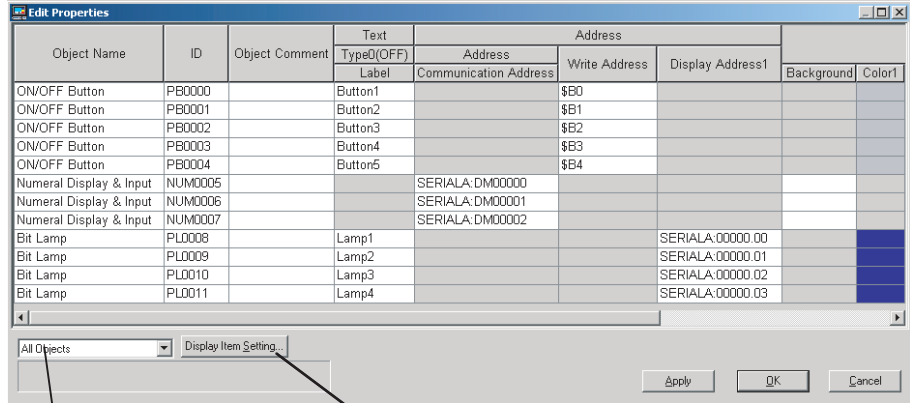 Edit Properties
Text Address
Object Name ID Object Comment Type0(OFF) Address Write Address Display Address1
Label Communication Address Background Color1
ON/OFF Button PB0000 Button1 $B0
ON/OFF Button PB0001 Button2 $B1
ON/OFF Button PB0002 Button3 $B2
ON/OFF Button PB0003 Button4 $B3
ON/OFF Button PB0004 Button5 $B4
Numeral Display & Input NUM0005 SERIALA:DM00000
Numeral Display & Input NUM0006 SERIALA:DM00001
Numeral Display & Input NUM0007 SERIALA:DM00002
Bit Lamp PL0008 Lamp1 SERIALA:00000.00
Bit Lamp PL0009 Lamp2 SERIALA:00000.01
Bit Lamp PL0010 Lamp3 SERIALA:00000.02
Bit Lamp PL0011 Lamp4 SERIALA:00000.03
All Objects Display Item Setting...
Apply OK Cancel